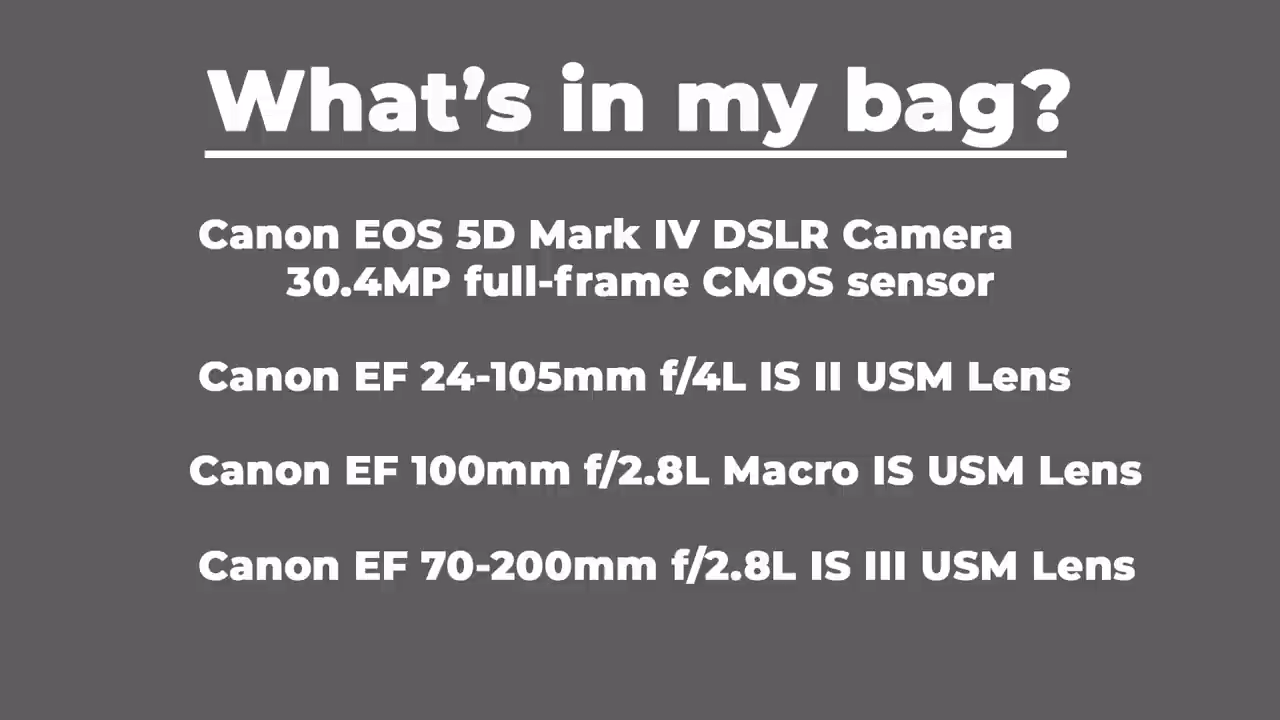 What’s in my bag?
Canon EOS 5D Mark IV DSLR Camera
30.4MP full-frame CMOS sensor
Canon EF 24-105mm f/4L IS II USM Lens
Canon EF 100mm f/2.8L Macro IS USM Lens
Canon EF 70-200mm f/2.8L IS III USM Lens